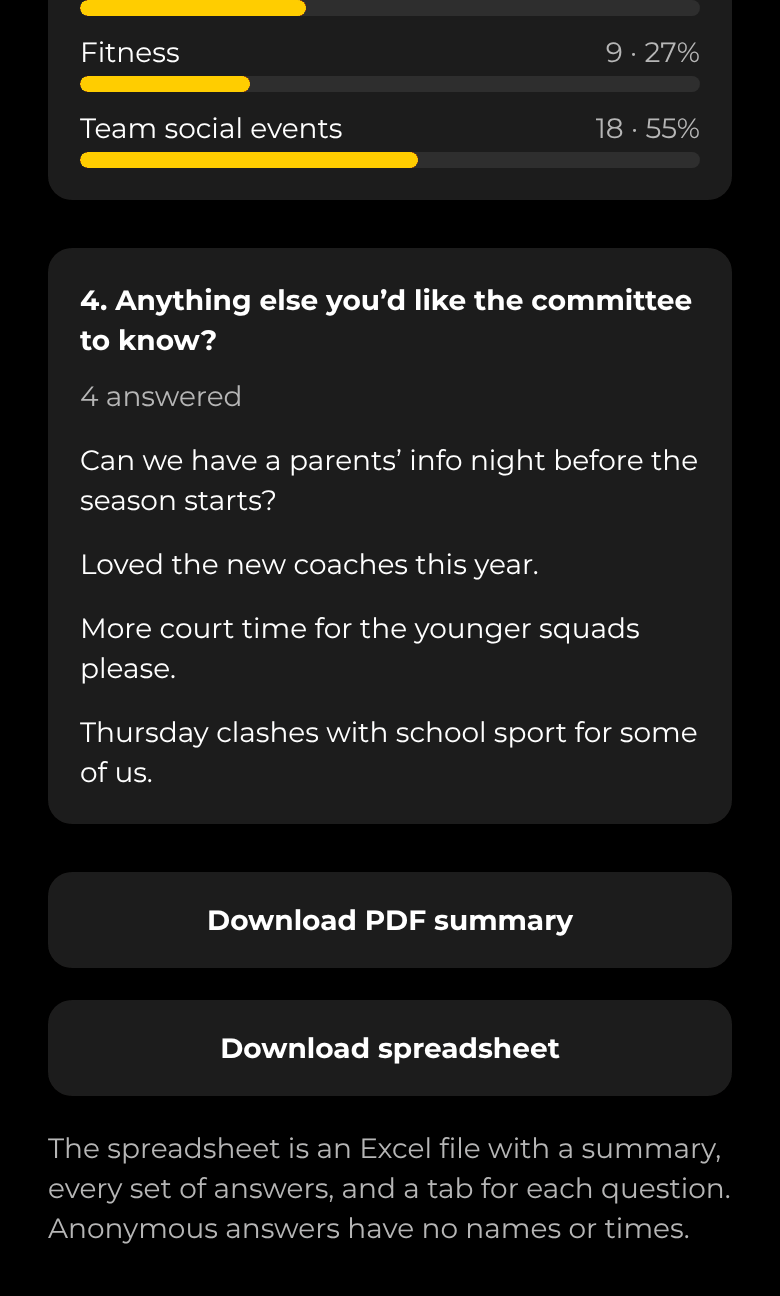 Fitness 9 · 27%
Team social events 18 · 55%
4. Anything else you’d like the committee
to know?
4 answered
Can we have a parents’ info night before the
season starts?
Loved the new coaches this year.
More court time for the younger squads
please.
Thursday clashes with school sport for some
of us.
Download PDF summary
Download spreadsheet
The spreadsheet is an Excel file with a summary,
every set of answers, and a tab for each question.
Anonymous answers have no names or times.